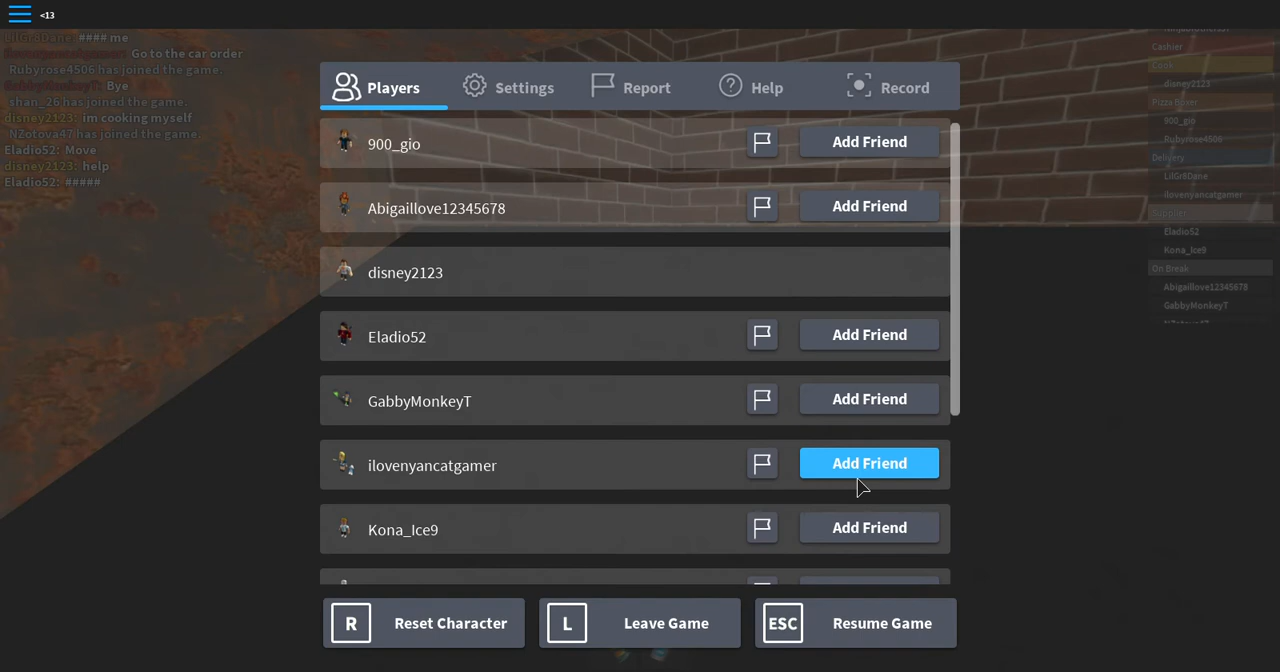 <13
LilGr8Dane: #### me
Go to the car order
Rubyrose4506 has joined the game.
GabbyMonkeyT: Bye
shan_26 has joined the game.
disney2123: im cooking myself
NZotova47 has joined the game.
Eladio52: Move
disney2123: help
Eladio52: #####
Players
Settings
Report
Help
Record
900_gio
Add Friend
Abigaillove12345678
Add Friend
disney2123
Eladio52
Add Friend
GabbyMonkeyT
Add Friend
ilovenyancatgamer
Add Friend
Kona_Ice9
Add Friend
R Reset Character
L Leave Game
ESC Resume Game
Cashier
Cook
disney2123
Pizza Boxer
900_gio
Rubyrose4506
Delivery
LilGr8Dane
ilovenyancatgamer
Supplier
Eladio52
Kona_Ice9
On Break
Abigaillove12345678
GabbyMonkeyT